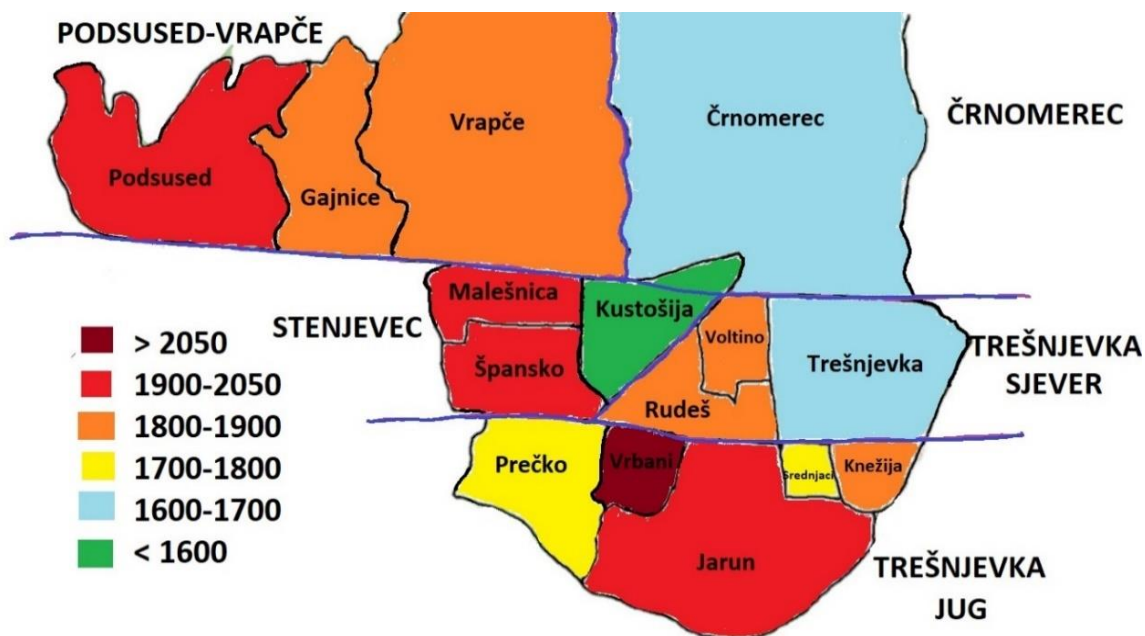 PODSUSED-VRAPČE
Vrapče
Črnomerec
ČRNOMEREC
Podsused
Gajnice
Malešnica
Kustošija
STENJEVEC
Voltino
Trešnjevka
TREŠNJEVKA
SJEVER
Špansko
Rudeš
> 2050
1900-2050
1800-1900
1700-1800
1600-1700
< 1600
Prečko
Vrbani
Srednjaci
Knežija
Jarun
TREŠNJEVKA
JUG